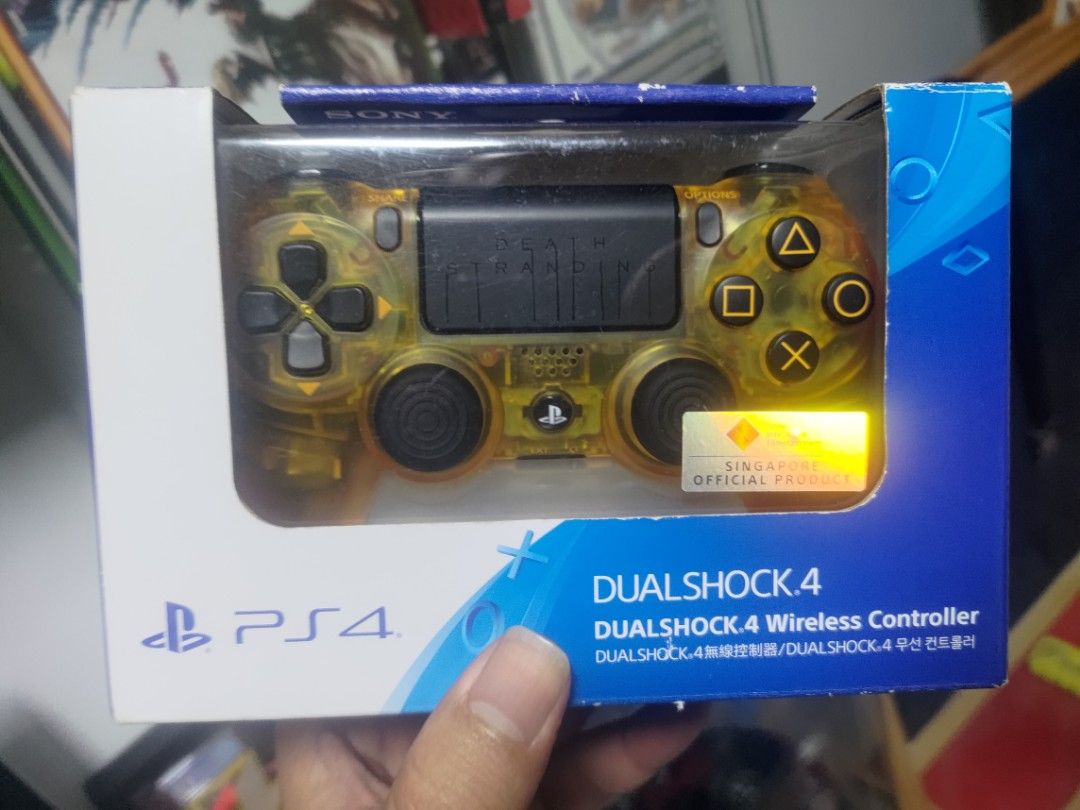 SONY
SHARE
OPTIONS
DEATH
STRANDING
SINGAPORE
OFFICIAL PRODUCT
PS4
DUALSHOCK.4
DUALSHOCK.4 Wireless Controller
DUALSHOCK.4無線控制器/DUALSHOCK.4 무선 컨트롤러